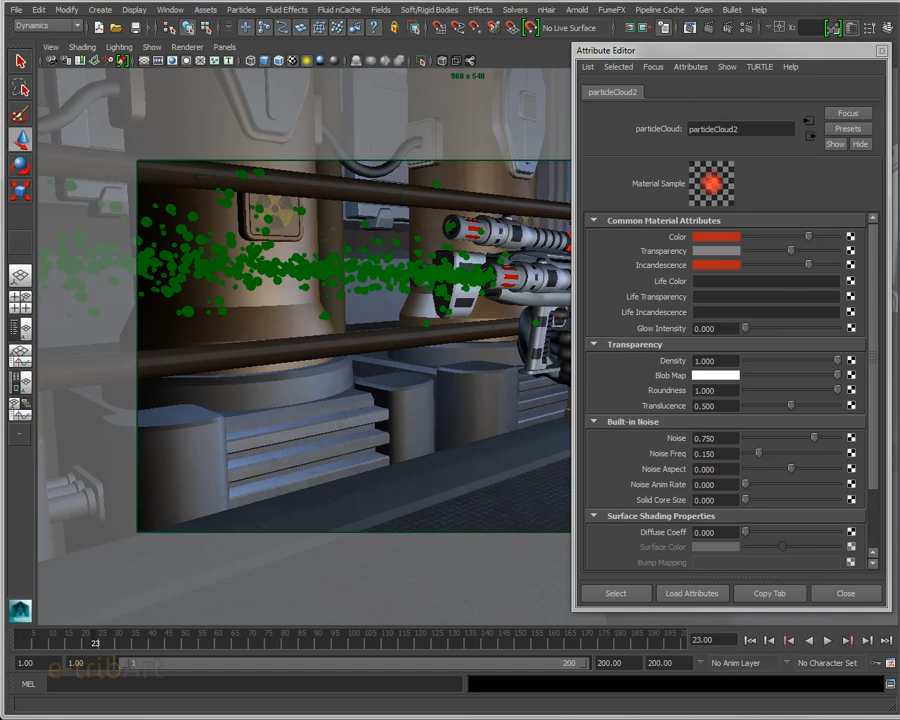 File Edit Modify Create Display Window Assets Particles Fluid Effects Fluid nCache Fields Soft/Rigid Bodies Effects Solvers nHair Arnold FumeFX Pipeline Cache XGen Bullet Help
Dynamics No Live Surface X:
View Shading Lighting Show Renderer Panels
960 x 540
Attribute Editor
List Selected Focus Attributes Show TURTLE Help
particleCloud2
particleCloud: particleCloud2
Focus
Presets
Show Hide
Material Sample
Common Material Attributes
Color
Transparency
Incandescence
Life Color
Life Transparency
Life Incandescence
Glow Intensity 0.000
Transparency
Density 1.000
Blob Map
Roundness 1.000
Translucence 0.500
Built-in Noise
Noise 0.750
Noise Freq 0.150
Noise Aspect 0.000
Noise Anim Rate 0.000
Solid Core Size 0.000
Surface Shading Properties
Diffuse Coeff 0.000
Surface Color
Bump Mapping
Select Load Attributes Copy Tab Close
5 10 15 20 23 30 35 40 45 50 55 60 65 70 75 80 85 90 95 100 105 110 115 120 125 130 135 140 145 150 155 160 165 170 175 180 185 190 195 23.00
1.00 1.00 1 200 200.00 200.00 No Anim Layer No Character Set
e-tribArt
MEL